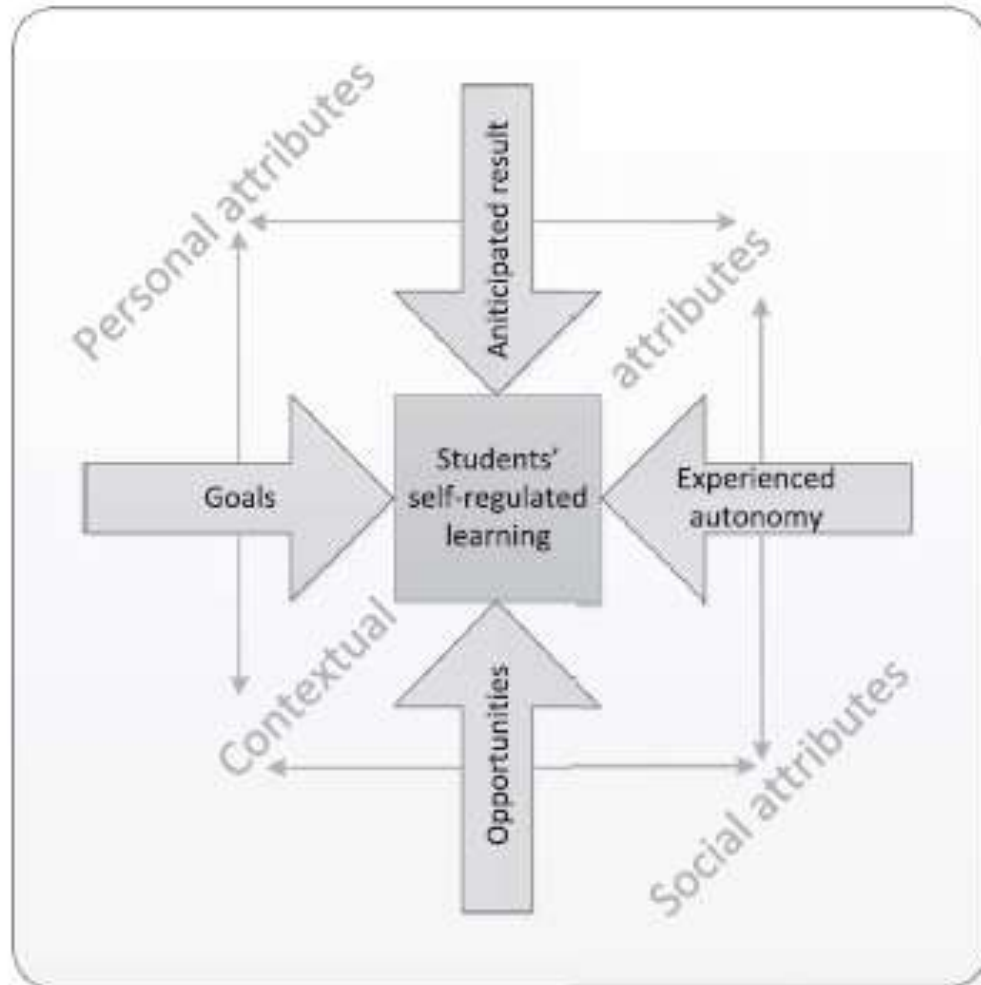 Personal attributes
Aniticipated result
attributes
Goals
Students'
self-regulated
learning
Experienced
autonomy
Contextual
Opportunities
Social attributes